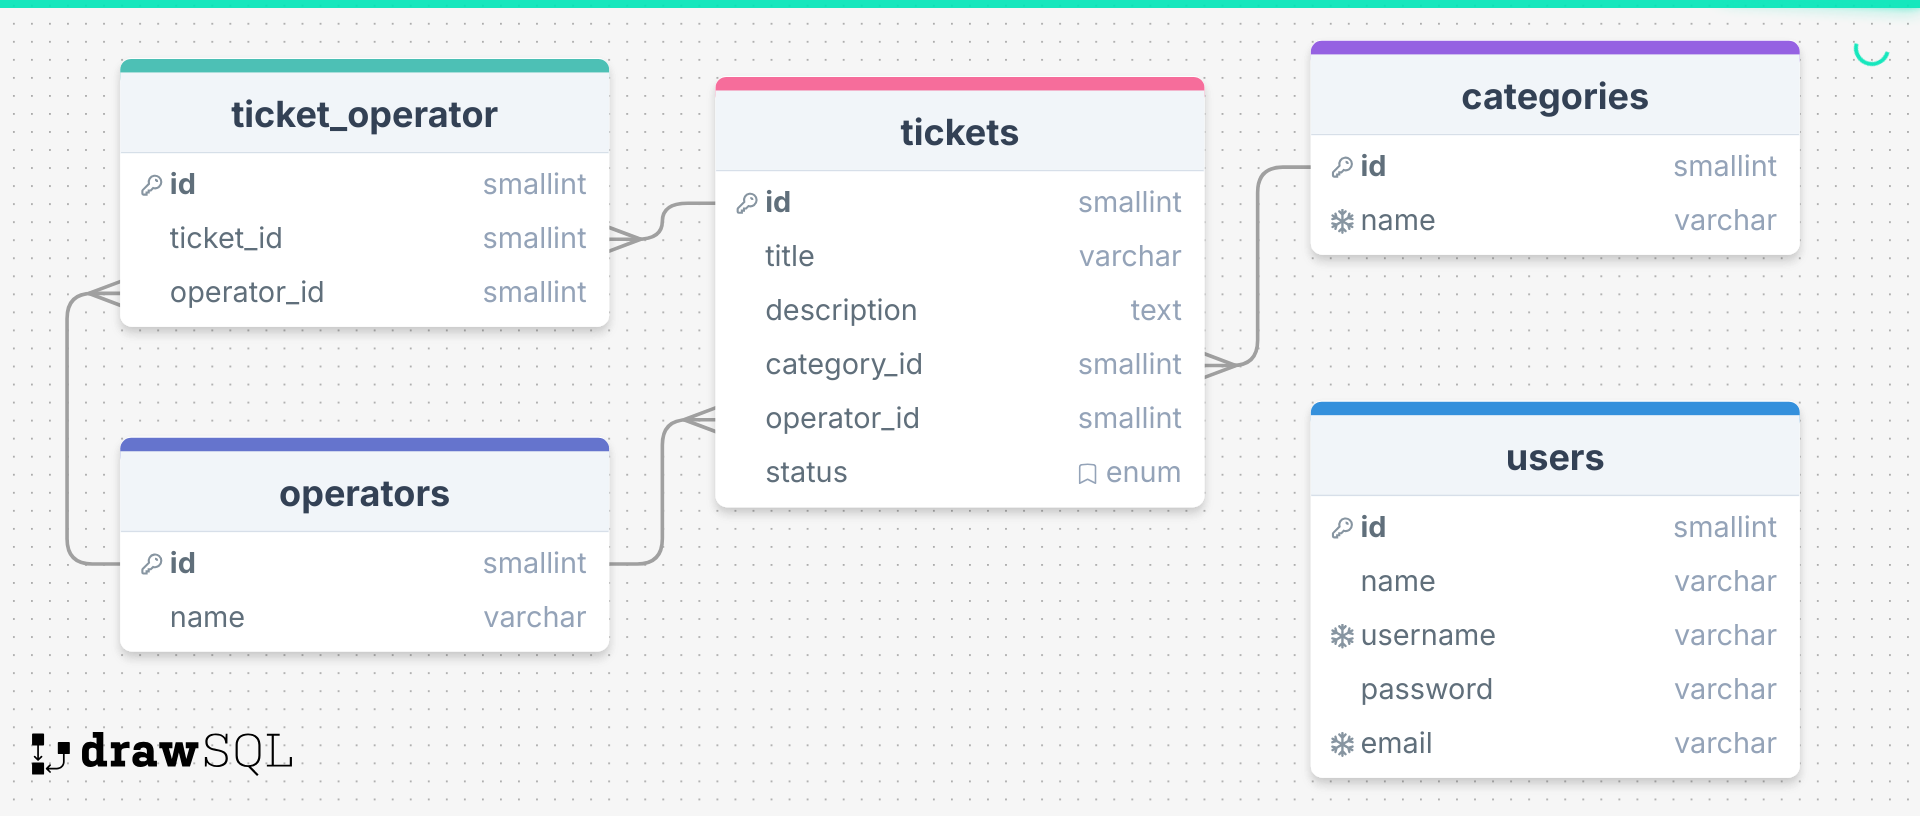 ticket_operator
id smallint
ticket_id smallint
operator_id smallint
operators
id smallint
name varchar
tickets
id smallint
title varchar
description text
category_id smallint
operator_id smallint
status enum
categories
id smallint
name varchar
users
id smallint
name varchar
username varchar
password varchar
email varchar
drawSQL